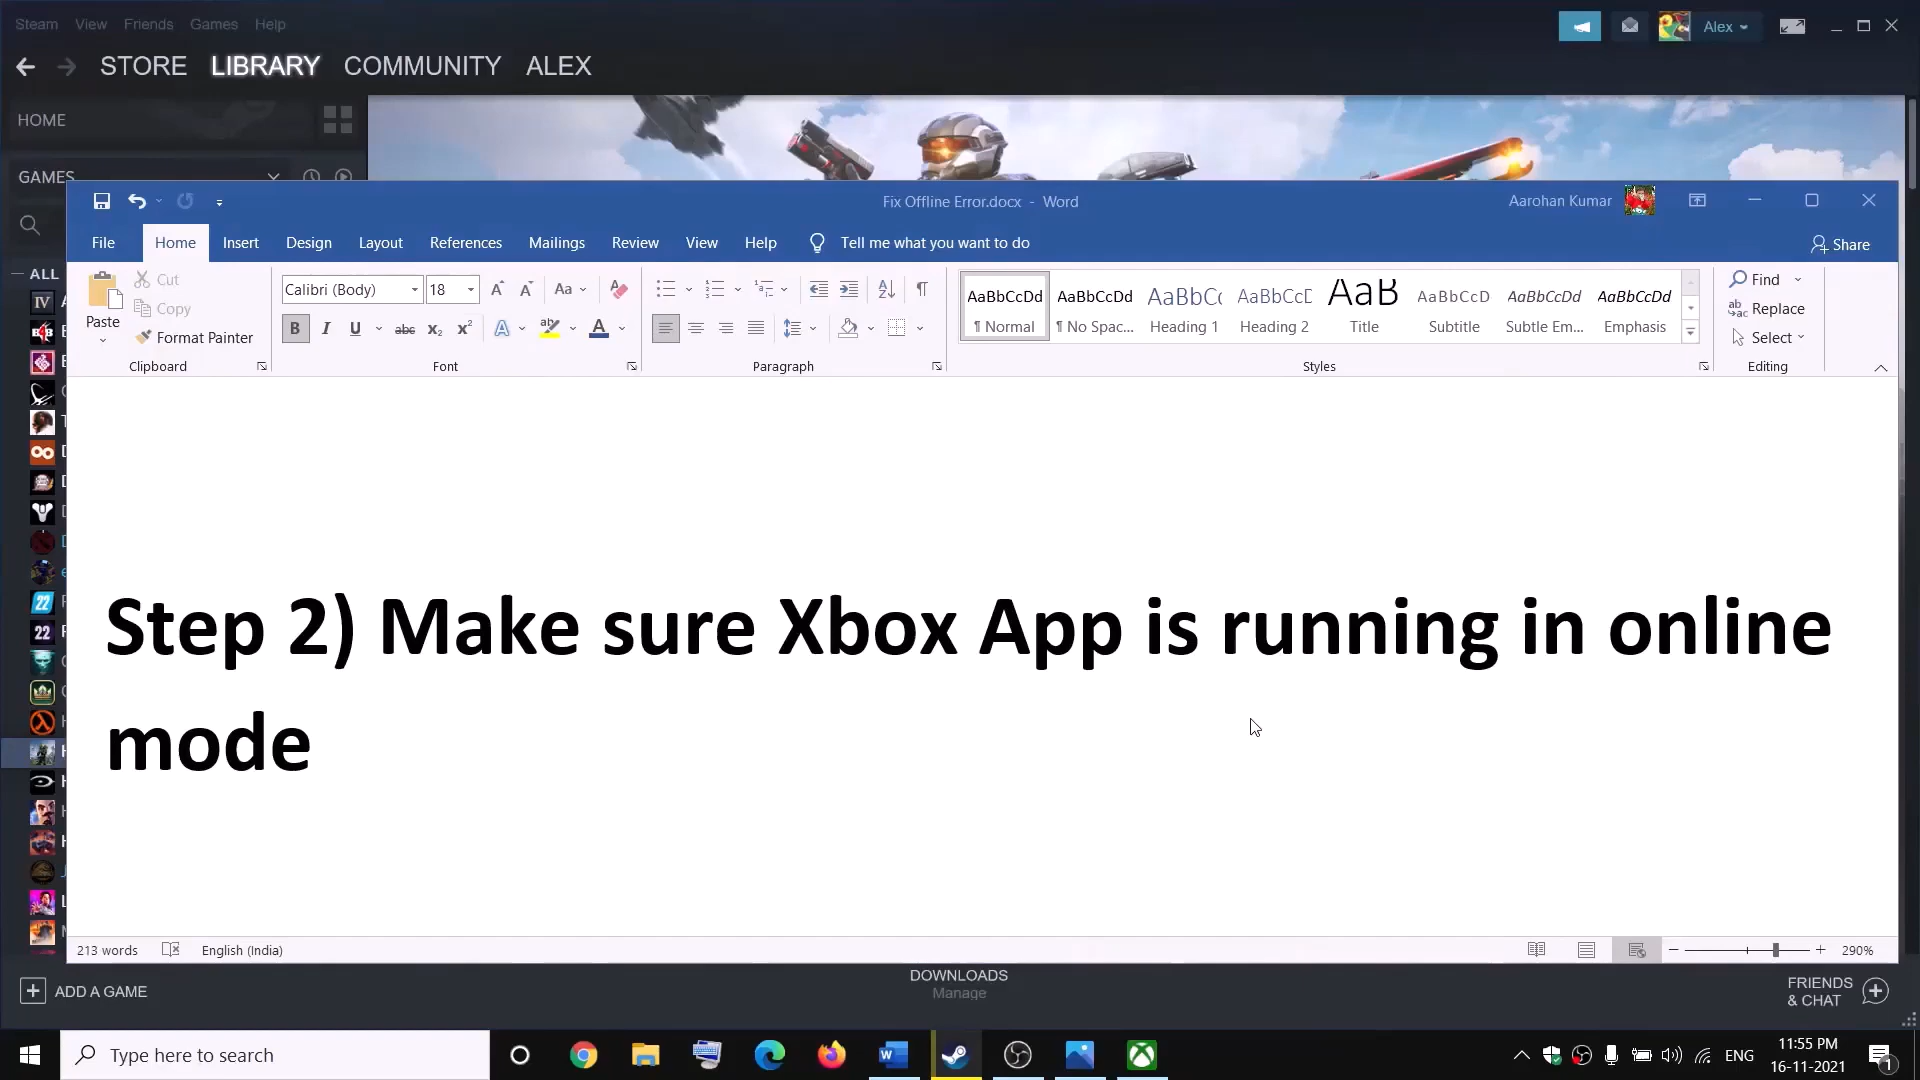 Steam View Friends Games Help
Alex
STORE LIBRARY COMMUNITY ALEX
HOME
GAMES
ALL
Fix Offline Error.docx - Word
Aarohan Kumar
File Home Insert Design Layout References Mailings Review View Help Tell me what you want to do
Share
Paste
Cut
Copy
Format Painter
Clipboard
Calibri (Body) 18
Font
Paragraph
AaBbCcDd AaBbCcDd AaBbCc AaBbCcD AaB AaBbCcD AaBbCcDd AaBbCcDd
¶ Normal ¶ No Spac... Heading 1 Heading 2 Title Subtitle Subtle Em... Emphasis
Styles
Find
Replace
Select
Editing
Step 2) Make sure Xbox App is running in online
mode
213 words English (India)
290%
ADD A GAME
DOWNLOADS
Manage
FRIENDS
& CHAT
Type here to search
ENG
11:55 PM
16-11-2021
1